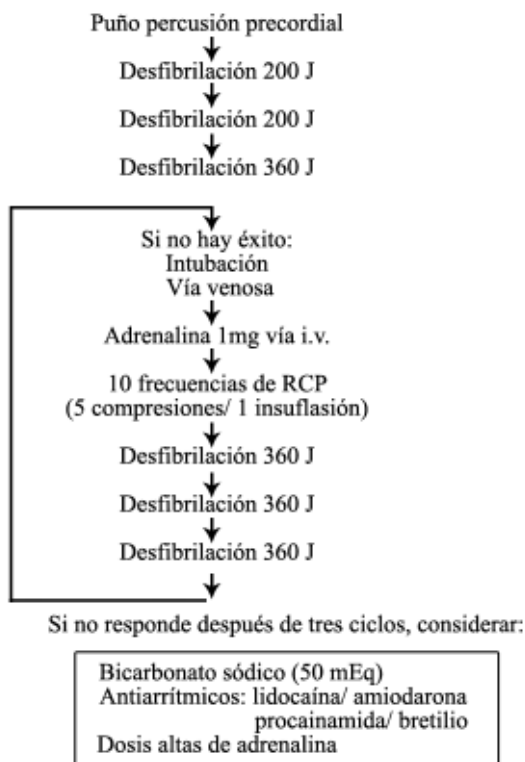 Puño percusión precordial
Desfibrilación 200 J
Desfibrilación 200 J
Desfibrilación 360 J
Si no hay éxito:
Intubación
Vía venosa
Adrenalina 1mg vía i.v.
10 frecuencias de RCP
(5 compresiones/ 1 insuflasión)
Desfibrilación 360 J
Desfibrilación 360 J
Desfibrilación 360 J
Si no responde después de tres ciclos, considerar:
Bicarbonato sódico (50 mEq)
Antiarrítmicos: lidocaína/ amiodarona
procainamida/ bretilio
Dosis altas de adrenalina